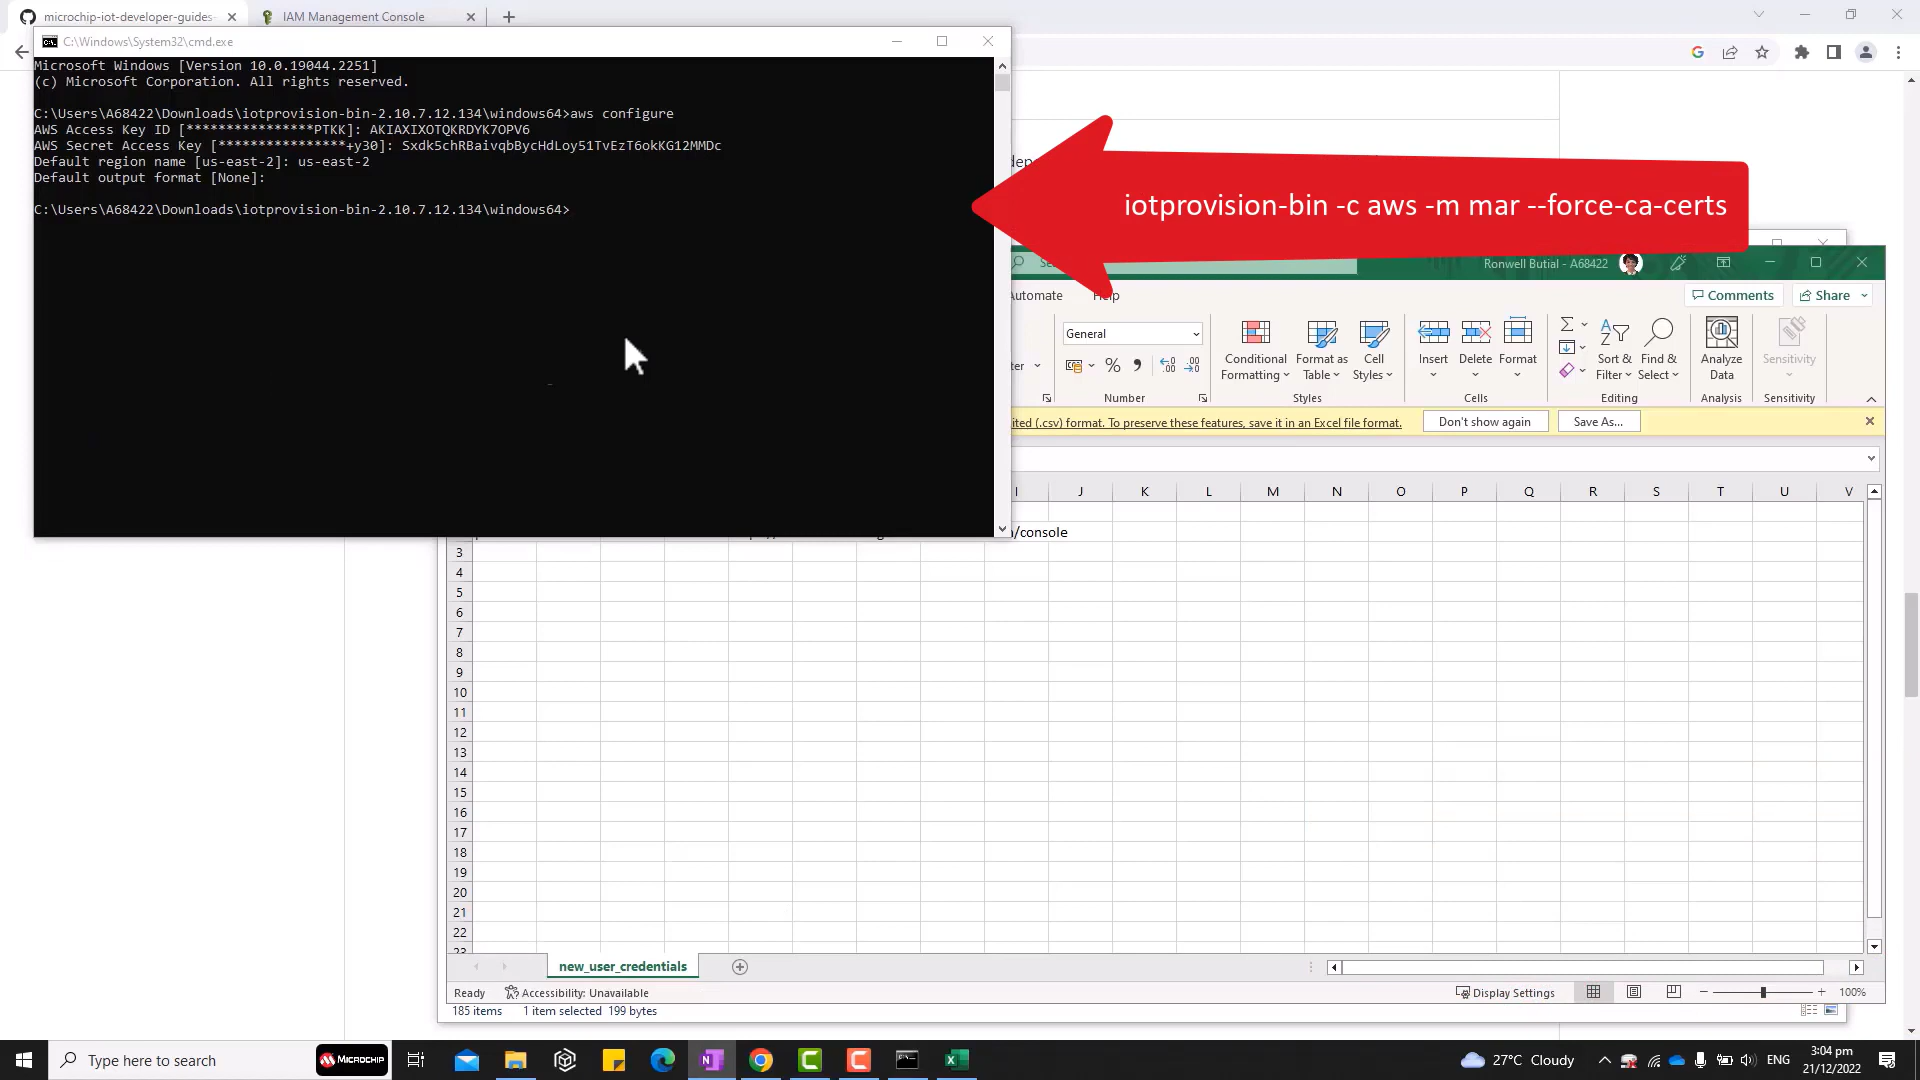 microchip-iot-developer-guides-
IAM Management Console
C:\Windows\System32\cmd.exe
Microsoft Windows [Version 10.0.19044.2251]
(c) Microsoft Corporation. All rights reserved.
C:\Users\A68422\Downloads\iotprovision-bin-2.10.7.12.134\windows64>aws configure
AWS Access Key ID [****************PTKK]: AKIAXIXOTQKRDYK7OPV6
AWS Secret Access Key [****************+y30]: 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
Default region name [us-east-2]: us-east-2
Default output format [None]:
C:\Users\A68422\Downloads\iotprovision-bin-2.10.7.12.134\windows64>
iotprovision-bin -c aws -m mar --force-ca-certs
Ronwell Butial - A68422
Automate Help
Comments
Share
General
Conditional Formatting
Format as Table
Cell Styles
Insert
Delete
Format
Sort & Filter
Find & Select
Analyze Data
Sensitivity
Number
Styles
Cells
Editing
Analysis
Sensitivity
ited (.csv) format. To preserve these features, save it in an Excel file format.
Don't show again
Save As...
I J K L M N O P Q R S T U V
/console
3
4
5
6
7
8
9
10
11
12
13
14
15
16
17
18
19
20
21
22
23
new_user_credentials
Ready
Accessibility: Unavailable
Display Settings
100%
185 items 1 item selected 199 bytes
Type here to search
MICROCHIP
27°C Cloudy
ENG
3:04 pm
21/12/2022